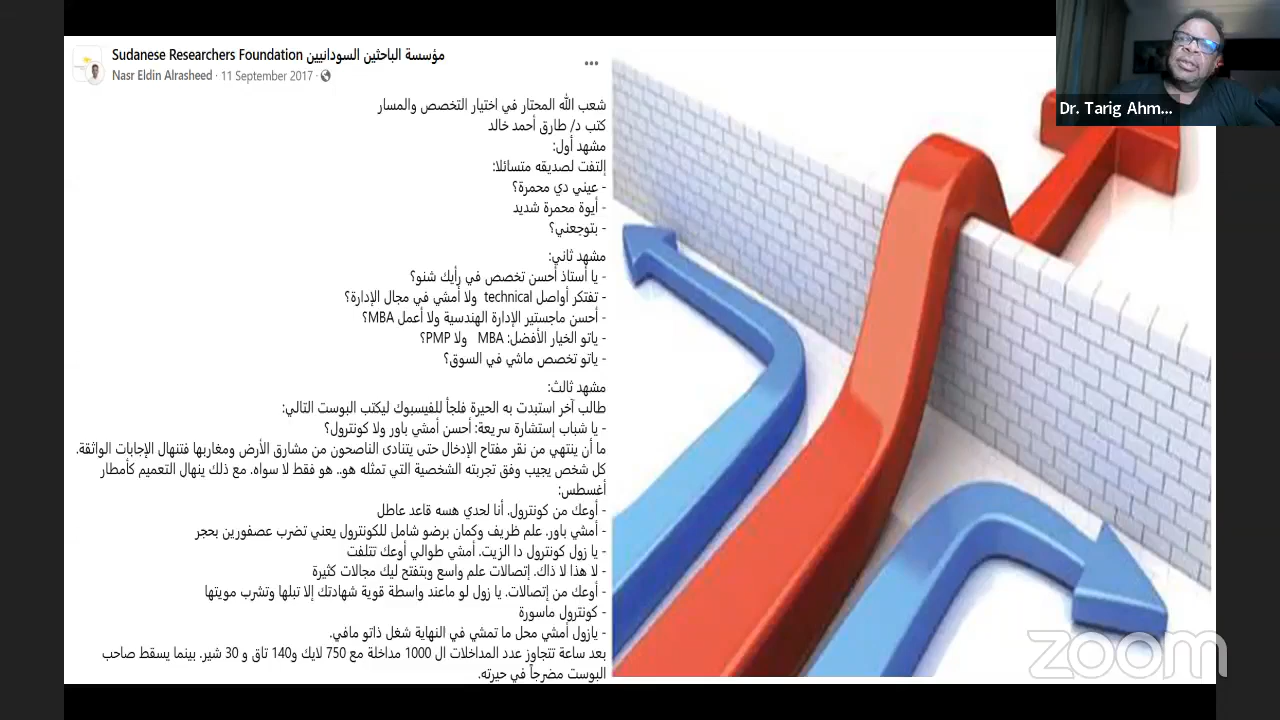 Sudanese Researchers Foundation مؤسسة الباحثين السودانيين
Nasr Eldin Alrasheed · 11 September 2017 ·
Dr. Tarig Ahm...
شعب الله المحتار في اختيار التخصص والمسار
كتب د/ طارق أحمد خالد
مشهد أول:
إلتفت لصديقه متسائلا:
- عيني دي محمرة؟
- أيوة محمرة شديد
- بتوجعني؟
مشهد ثاني:
- يا أستاذ أحسن تخصص في رأيك شنو؟
- تفتكر أواصل technical ولا أمشي في مجال الإدارة؟
- أحسن ماجستير الإدارة الهندسية ولا أعمل MBA؟
- ياتو الخيار الأفضل: MBA ولا PMP؟
- ياتو تخصص ماشي في السوق؟
مشهد ثالث:
طالب آخر استبدت به الحيرة فلجأ للفيسبوك ليكتب البوست التالي:
- يا شباب إستشارة سريعة: أحسن أمشي باور ولا كونترول؟
ما أن ينتهي من نقر مفتاح الإدخال حتى يتنادى الناصحون من مشارق الأرض ومغاربها فتنهال الإجابات الواثقة.
كل شخص يجيب وفق تجربته الشخصية التي تمثله هو.. هو فقط لا سواه. مع ذلك ينهال التعميم كأمطار
أغسطس:
- أوعك من كونترول. أنا لحدي هسه قاعد عاطل
- أمشي باور. علم ظريف وكمان برضو شامل للكونترول يعني تضرب عصفورين بحجر
- يا زول كونترول دا الزيت. أمشي طوالي أوعك تتلفت
- لا هذا لا ذاك. إتصالات علم واسع وبتفتح ليك مجالات كثيرة
- أوعك من إتصالات. يا زول لو ماعند واسطة قوية شهادتك إلا تبلها وتشرب مويتها
- كونترول ماسورة
- يازول أمشي محل ما تمشي في النهاية شغل ذاتو مافي.
بعد ساعة تتجاوز عدد المداخلات ال 1000 مداخلة مع 750 لايك و140 تاق و 30 شير. بينما يسقط صاحب
البوست مضرجاً في حيرته.
zoom